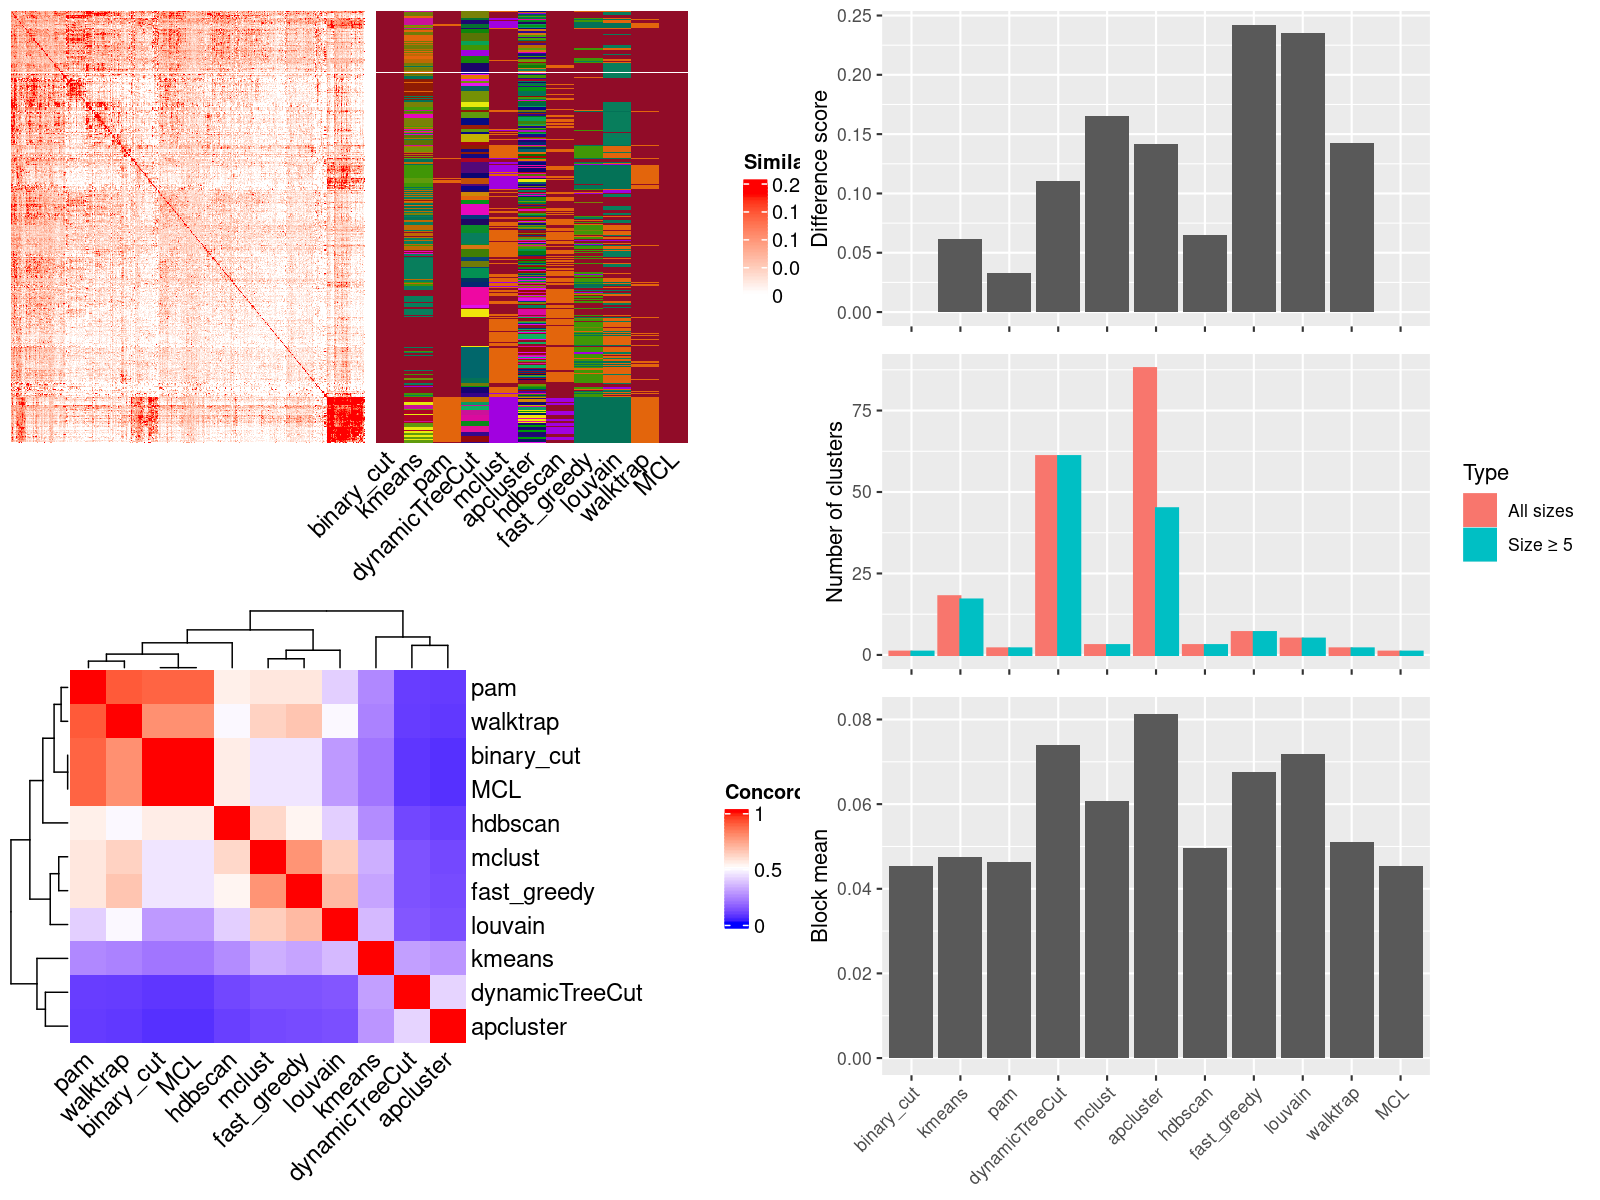 Simila
0.2
0.1
0.1
0.0
0
binary_cut
kmeans
pam
dynamicTreeCut
mclust
apcluster
hdbscan
fast_greedy
louvain
walktrap
MCL
pam
walktrap
binary_cut
MCL
hdbscan
mclust
fast_greedy
louvain
kmeans
dynamicTreeCut
apcluster
pam
walktrap
binary_cut
MCL
hdbscan
mclust
fast_greedy
louvain
kmeans
dynamicTreeCut
apcluster
Concord
1
0.5
0
Difference score
0.25
0.20
0.15
0.10
0.05
0.00
Number of clusters
75
50
25
0
Type
All sizes
Size ≥ 5
Block mean
0.08
0.06
0.04
0.02
0.00
binary_cut
kmeans
pam
dynamicTreeCut
mclust
apcluster
hdbscan
fast_greedy
louvain
walktrap
MCL